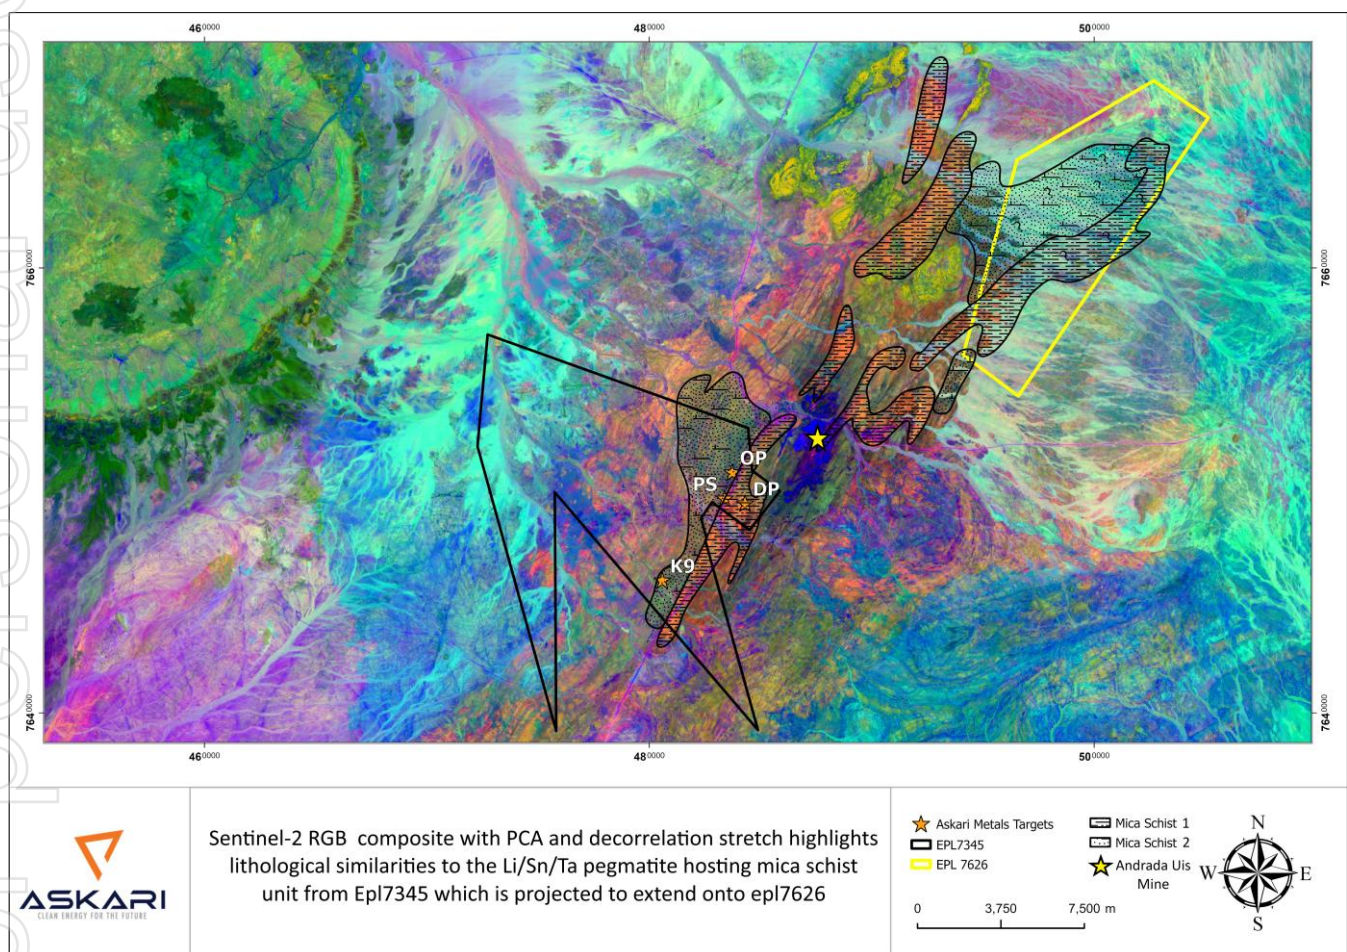 46⁰⁰⁰⁰
48⁰⁰⁰⁰
50⁰⁰⁰⁰
766⁰⁰⁰⁰
766⁰⁰⁰⁰
OP
PS
DP
K9
764⁰⁰⁰⁰
764⁰⁰⁰⁰
46⁰⁰⁰⁰
48⁰⁰⁰⁰
50⁰⁰⁰⁰
ASKARI
CLEAN ENERGY FOR THE FUTURE
Sentinel-2 RGB composite with PCA and decorrelation stretch highlights
lithological similarities to the Li/Sn/Ta pegmatite hosting mica schist
unit from Epl7345 which is projected to extend onto epl7626
Askari Metals Targets
EPL7345
EPL 7626
Mica Schist 1
Mica Schist 2
Andrada Uis
Mine
0 3,750 7,500 m
N
W E
S